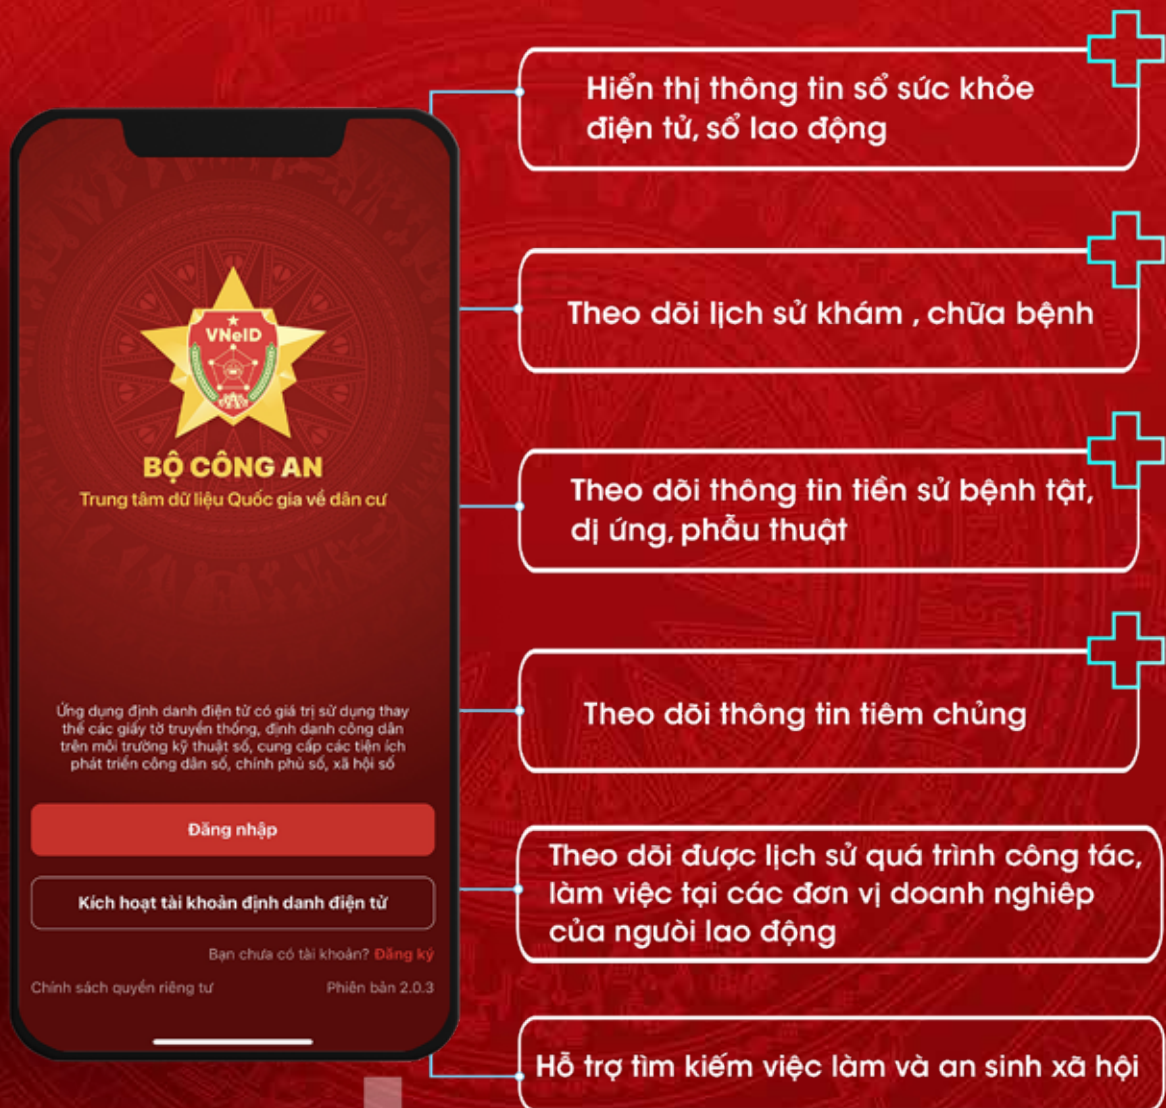 VNeID
BỘ CÔNG AN
Trung tâm dữ liệu Quốc gia về dân cư
Ứng dụng định danh điện tử có giá trị sử dụng thay
thế các giấy tờ truyền thống, định danh công dân
trên môi trường kỹ thuật số, cung cấp các tiện ích
phát triển công dân số, chính phủ số, xã hội số
Đăng nhập
Kích hoạt tài khoản định danh điện tử
Bạn chưa có tài khoản? Đăng ký
Chính sách quyền riêng tư
Phiên bản 2.0.3
Hiển thị thông tin sổ sức khỏe
điện tử, sổ lao động
Theo dõi lịch sử khám , chữa bệnh
Theo dõi thông tin tiền sử bệnh tật,
dị ứng, phẫu thuật
Theo dõi thông tin tiêm chủng
Theo dõi được lịch sử quá trình công tác,
làm việc tại các đơn vị doanh nghiêp
của nguời lao động
Hỗ trợ tìm kiếm việc làm và an sinh xã hội